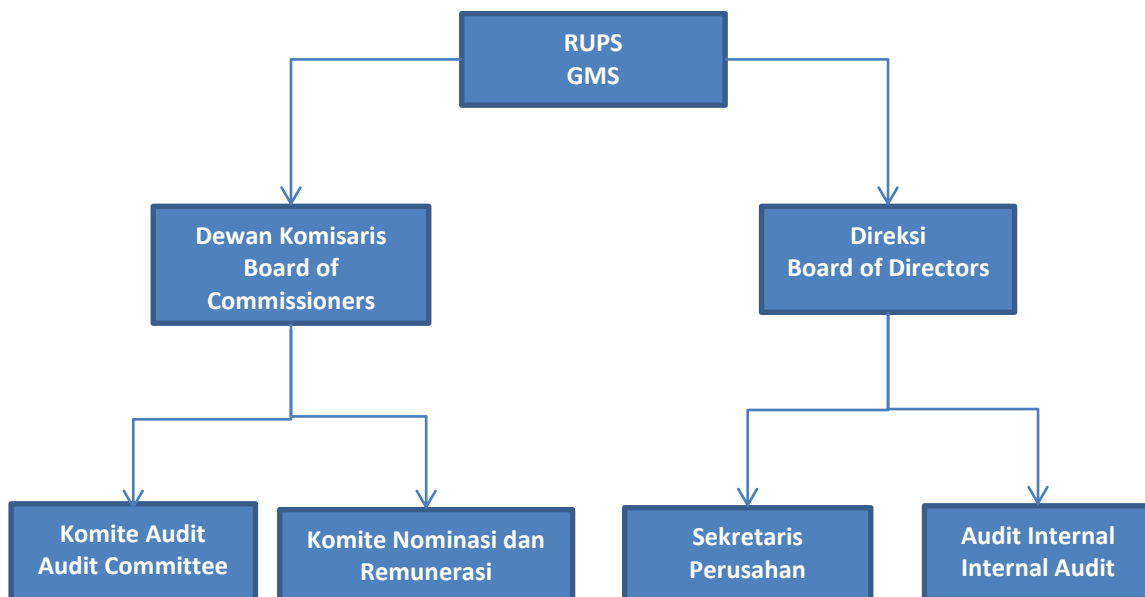 RUPS
GMS
Dewan Komisaris
Board of
Commissioners
Direksi
Board of Directors
Komite Audit
Audit Committee
Komite Nominasi dan
Remunerasi
Sekretaris
Perusahan
Audit Internal
Internal Audit